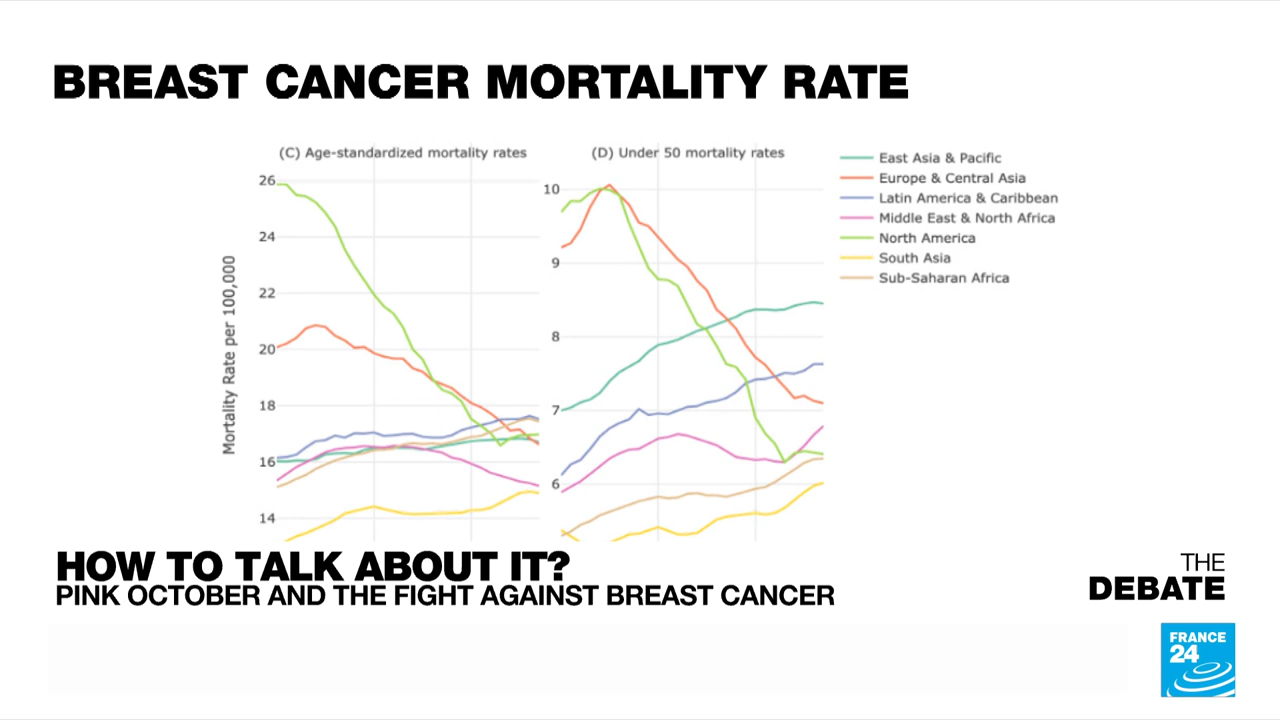 BREAST CANCER MORTALITY RATE
(C) Age-standardized mortality rates
(D) Under 50 mortality rates
Mortality Rate per 100,000
26
24
22
20
18
16
14
10
9
8
7
6
East Asia & Pacific
Europe & Central Asia
Latin America & Caribbean
Middle East & North Africa
North America
South Asia
Sub-Saharan Africa
HOW TO TALK ABOUT IT?
PINK OCTOBER AND THE FIGHT AGAINST BREAST CANCER
THE
DEBATE
FRANCE
24